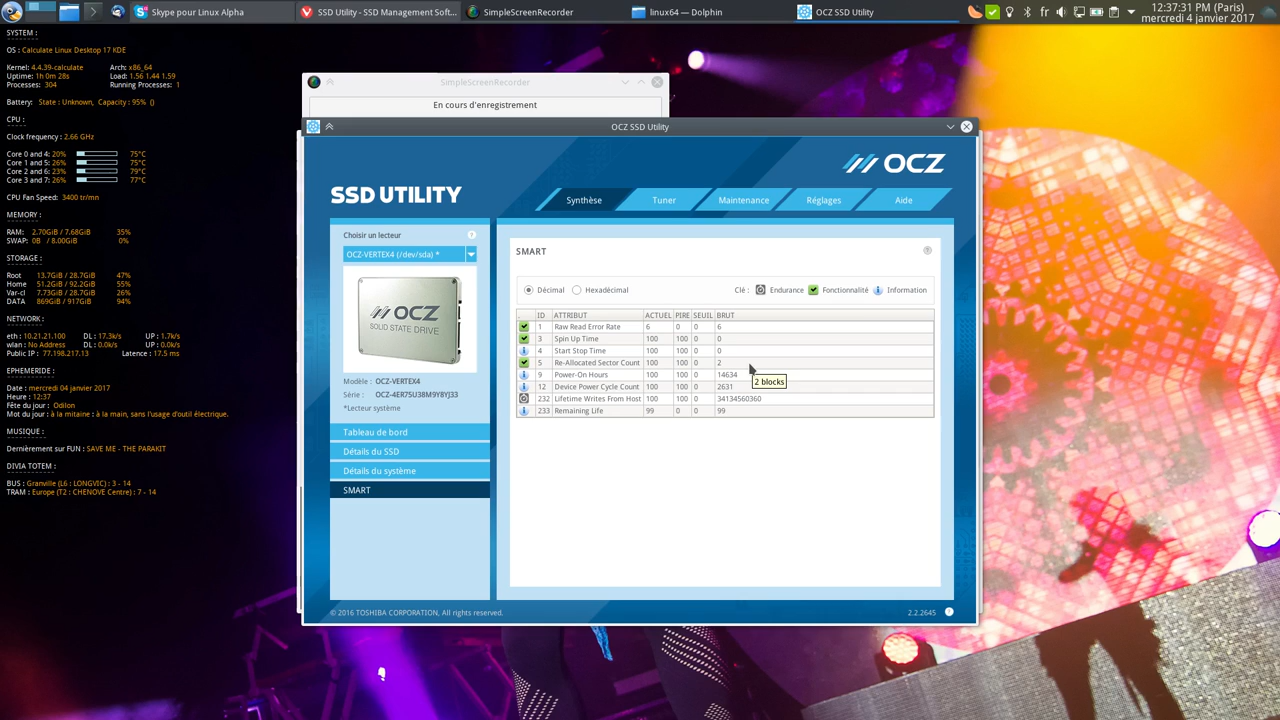 Skype pour Linux Alpha
SSD Utility - SSD Management Softw...
SimpleScreenRecorder
linux64 — Dolphin
OCZ SSD Utility
fr
12:37:31 PM (Paris)
mercredi 04 janvier 2017
SYSTEM :
OS : Calculate Linux Desktop 17 KDE
Kernel: 4.4.39-calculate Arch: x86_64
Uptime: 1h 0m 28s Load: 1.56 1.44 1.59
Processes: 304 Running Processes: 1
Battery: State : Unknown, Capacity : 95% ()
CPU :
Clock frequency : 2.66 GHz
Core 0 and 4: 20% 75°C
Core 1 and 5: 26% 75°C
Core 2 and 6: 23% 79°C
Core 3 and 7: 26% 77°C
CPU Fan Speed: 3400 tr/mn
MEMORY :
RAM: 2.70GiB / 7.68GiB 35%
SWAP: 0B / 8.00GiB 0%
STORAGE :
Root 13.7GiB / 28.7GiB 47%
Home 51.2GiB / 92.2GiB 55%
Var-cl 7.73GiB / 28.7GiB 26%
DATA 869GiB / 917GiB 94%
NETWORK :
eth : 10.21.21.100 DL : 17.3k/s UP : 1.7k/s
wlan : No Address DL : 0.0k/s UP : 0.0k/s
Public IP : 77.198.217.13 Latence : 17.5 ms
EPHEMERIDE :
Date : mercredi 04 janvier 2017
Heure : 12:37
Fête du jour : Odilon
Mot du jour : à la mitaine : à la main, sans l'usage d'outil électrique.
MUSIQUE :
Dernièrement sur FUN : SAVE ME - THE PARAKIT
DIVIA TOTEM :
BUS : Granville (L6 : LONGVIC) : 3 - 14
TRAM : Europe (T2 : CHENOVE Centre) : 7 - 14
SimpleScreenRecorder
En cours d'enregistrement
OCZ SSD Utility
OCZ
SSD UTILITY
Synthèse
Tuner
Maintenance
Réglages
Aide
Choisir un lecteur ?
OCZ-VERTEX4 (/dev/sda) *
OCZ
SOLID STATE DRIVE
Modèle : OCZ-VERTEX4
Série : OCZ-4ER75U38M9Y8YJ33
*Lecteur système
Tableau de bord
Détails du SSD
Détails du système
SMART
SMART ?
Décimal Hexadécimal Clé : Endurance Fonctionnalité Information
. ID ATTRIBUT ACTUEL PIRE SEUIL BRUT
1 Raw Read Error Rate 6 0 0 6
3 Spin Up Time 100 100 0 0
4 Start Stop Time 100 100 0 0
5 Re-Allocated Sector Count 100 100 0 2
9 Power-On Hours 100 100 0 14634
12 Device Power Cycle Count 100 100 0 2631
232 Lifetime Writes From Host 100 100 0 34134560360
233 Remaining Life 99 0 0 99
2 blocks
© 2016 TOSHIBA CORPORATION, All rights reserved.
2.2.2645